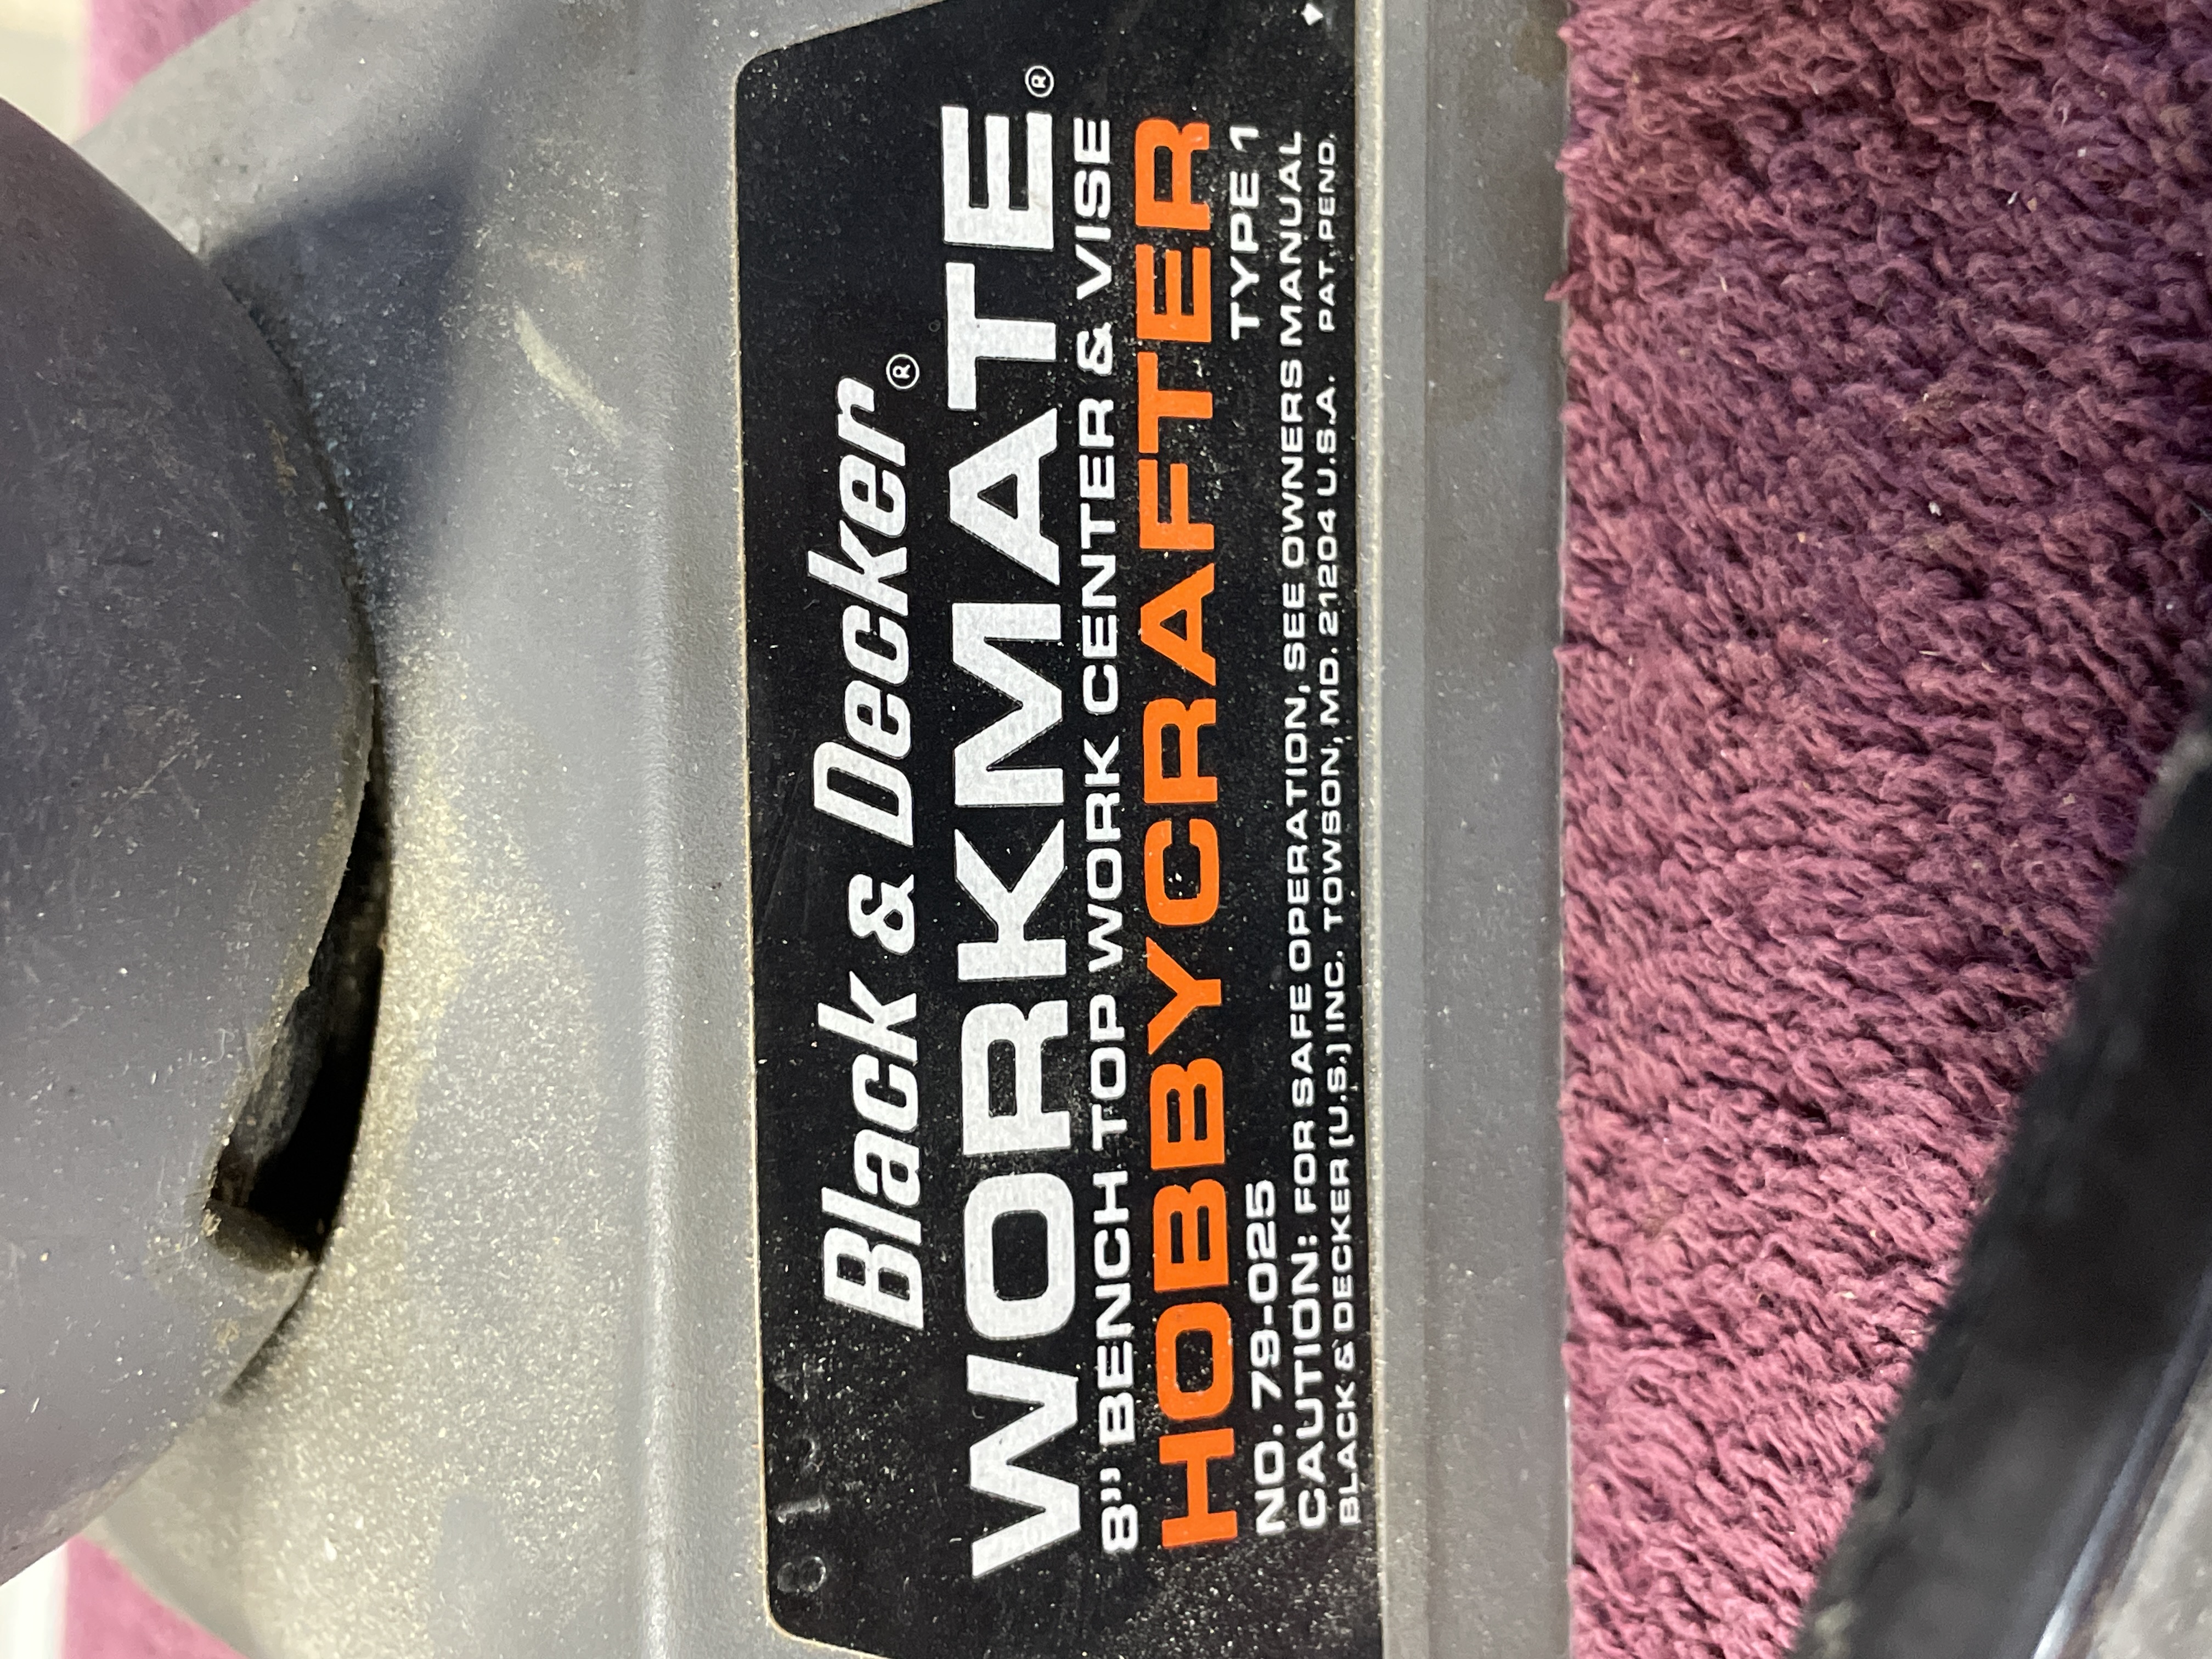 Black & Decker®
WORKMATE®
8" BENCH TOP WORK CENTER & VISE
HOBBYCRAFTER
NO. 79-025 TYPE 1
CAUTION: FOR SAFE OPERATION, SEE OWNERS MANUAL
BLACK & DECKER (U.S.) INC. TOWSON, MD. 21204 U.S.A. PAT. PEND.